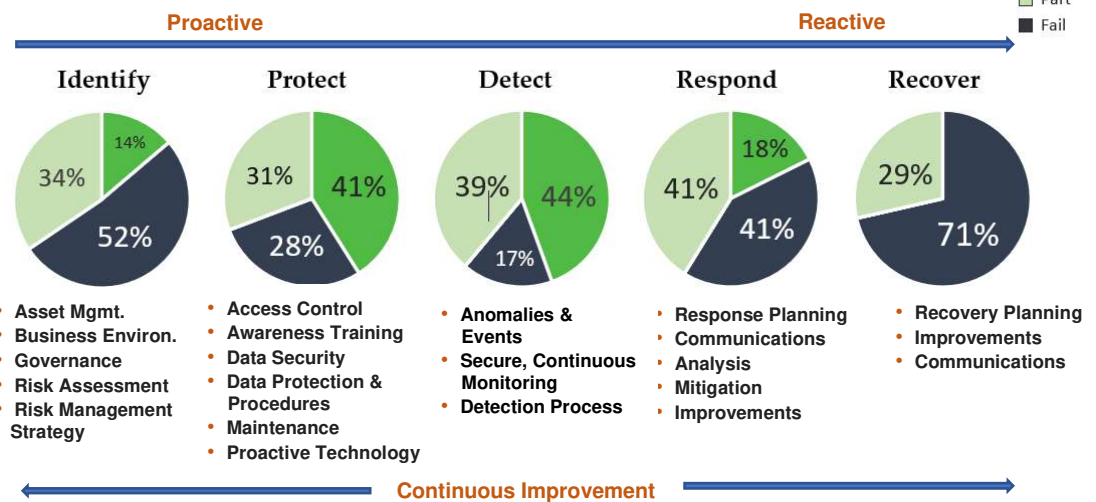 Part
Proactive
Reactive
Fail
Identify
Protect
Detect
Respond
Recover
14%
34%
52%
31%
41%
28%
39%
44%
17%
18%
41%
41%
29%
71%
• Asset Mgmt.
• Business Environ.
• Governance
• Risk Assessment
• Risk Management
Strategy
• Access Control
• Awareness Training
• Data Security
• Data Protection &
Procedures
• Maintenance
• Proactive Technology
• Anomalies &
Events
• Secure, Continuous
Monitoring
• Detection Process
• Response Planning
• Communications
• Analysis
• Mitigation
• Improvements
• Recovery Planning
• Improvements
• Communications
Continuous Improvement